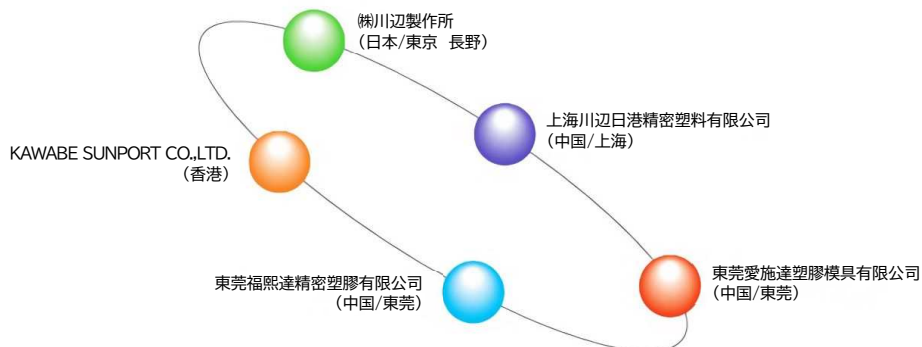 ㈱川辺製作所
（日本/東京 長野）
上海川辺日港精密塑料有限公司
（中国/上海）
KAWABE SUNPORT CO.,LTD.
（香港）
東莞愛施達塑膠模具有限公司
（中国/東莞）
東莞福熙達精密塑膠有限公司
（中国/東莞）